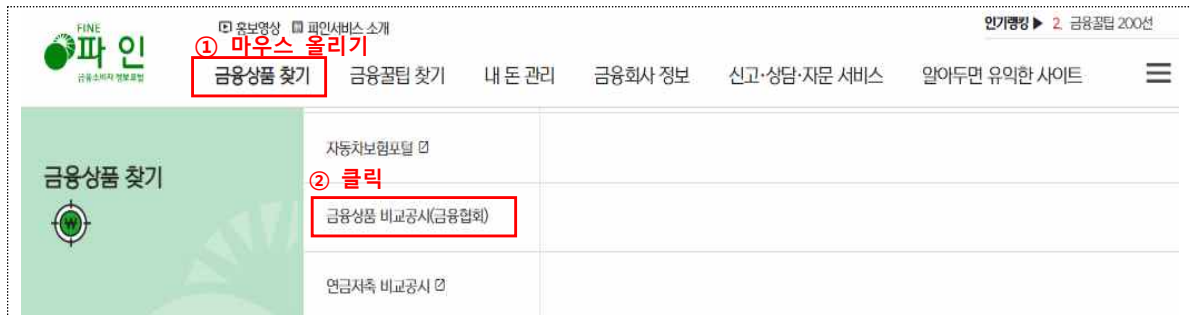 FINE
파인
금융소비자 정보포털
홍보영상 파인서비스 소개
인기랭킹 ▶ 2. 금융꿀팁 200선
① 마우스 올리기
금융상품 찾기 금융꿀팁 찾기 내 돈 관리 금융회사 정보 신고·상담·자문 서비스 알아두면 유익한 사이트
자동차보험포털
금융상품 찾기
② 클릭
금융상품 비교공시(금융협회)
연금저축 비교공시